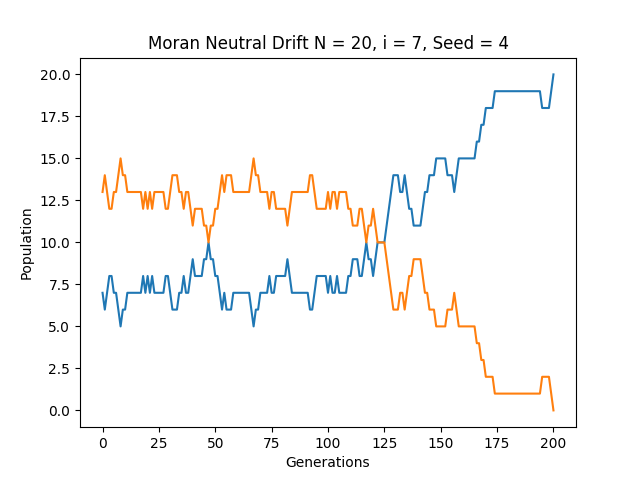 Moran Neutral Drift N = 20, i = 7, Seed = 4
20.0
17.5
15.0
12.5
10.0
7.5
5.0
2.5
0.0
Population
0 25 50 75 100 125 150 175 200
Generations